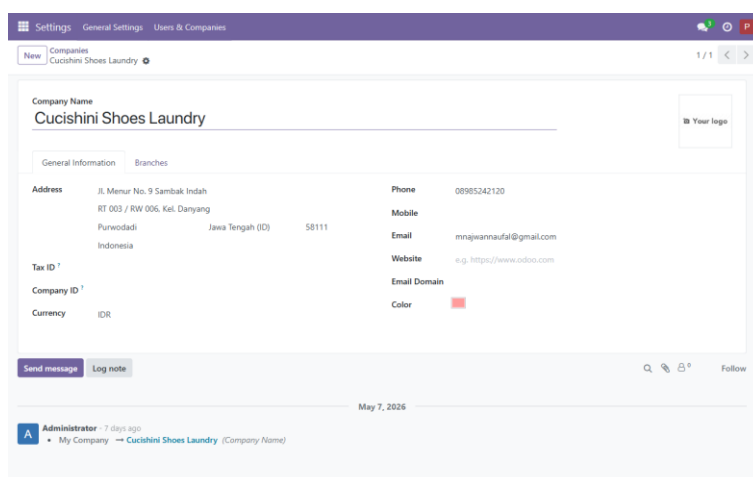 Settings General Settings Users & Companies 1 P
New Companies 1 / 1
Cucishini Shoes Laundry
Company Name
Cucishini Shoes Laundry
Your logo
General Information Branches
Address Jl. Menur No. 9 Sambak Indah Phone 08985242120
RT 003 / RW 006, Kel. Danyang Mobile
Purwodadi Jawa Tengah (ID) 58111 Email mnajwannaufal@gmail.com
Indonesia Website e.g. https://www.odoo.com
Tax ID ? Email Domain
Company ID ? Color
Currency IDR
Send message Log note 0 Follow
May 7, 2026
A Administrator - 7 days ago
• My Company → Cucishini Shoes Laundry (Company Name)